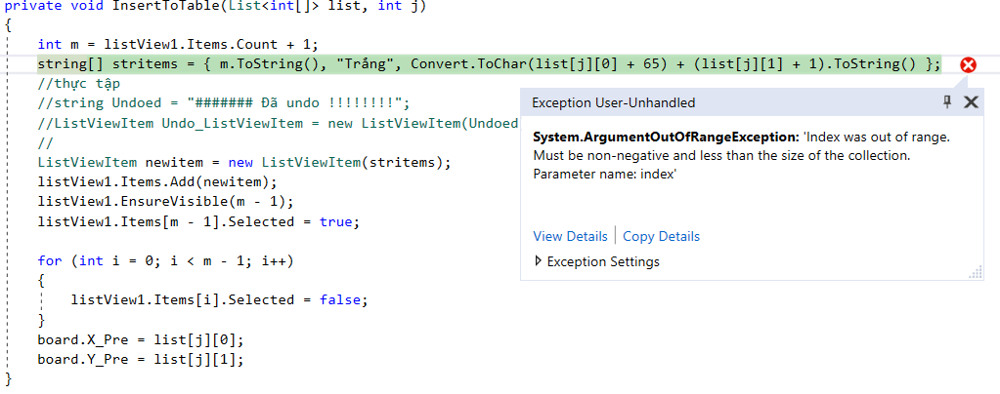 private void InsertToTable(List<int[]> list, int j)
{
int m = listView1.Items.Count + 1;
string[] stritems = { m.ToString(), "Trắng", Convert.ToChar(list[j][0] + 65) + (list[j][1] + 1).ToString() };
//thực tập
//string Undoed = "####### Đã undo !!!!!!!!";
//ListViewItem Undo_ListViewItem = new ListViewItem(Undoed
//
ListViewItem newitem = new ListViewItem(stritems);
listView1.Items.Add(newitem);
listView1.EnsureVisible(m - 1);
listView1.Items[m - 1].Selected = true;
for (int i = 0; i < m - 1; i++)
{
listView1.Items[i].Selected = false;
}
board.X_Pre = list[j][0];
board.Y_Pre = list[j][1];
}
Exception User-Unhandled
System.ArgumentOutOfRangeException: 'Index was out of range.
Must be non-negative and less than the size of the collection.
Parameter name: index'
View Details | Copy Details
Exception Settings